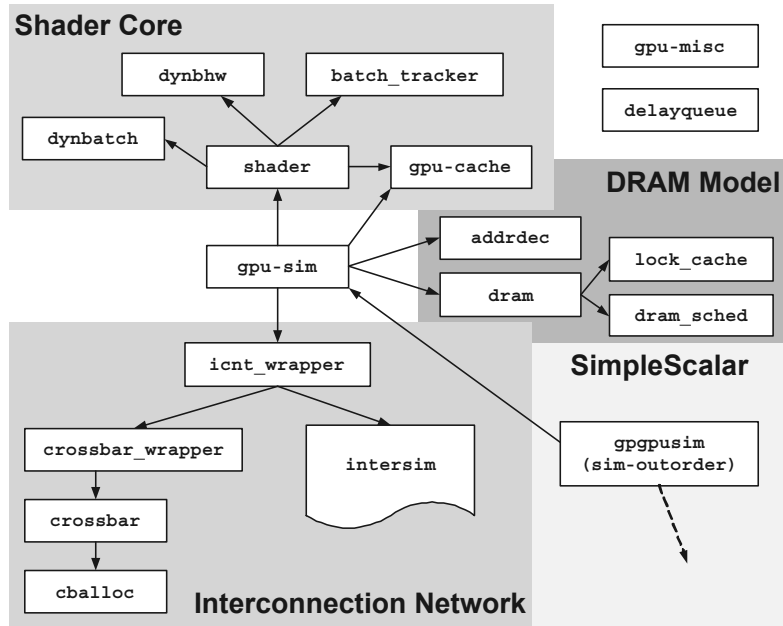 Shader Core
gpu-misc
dynbhw
batch_tracker
delayqueue
dynbatch
shader
gpu-cache
DRAM Model
addrdec
gpu-sim
lock_cache
dram
dram_sched
icnt_wrapper
SimpleScalar
crossbar_wrapper
intersim
gpgpusim
(sim-outorder)
crossbar
cballoc
Interconnection Network